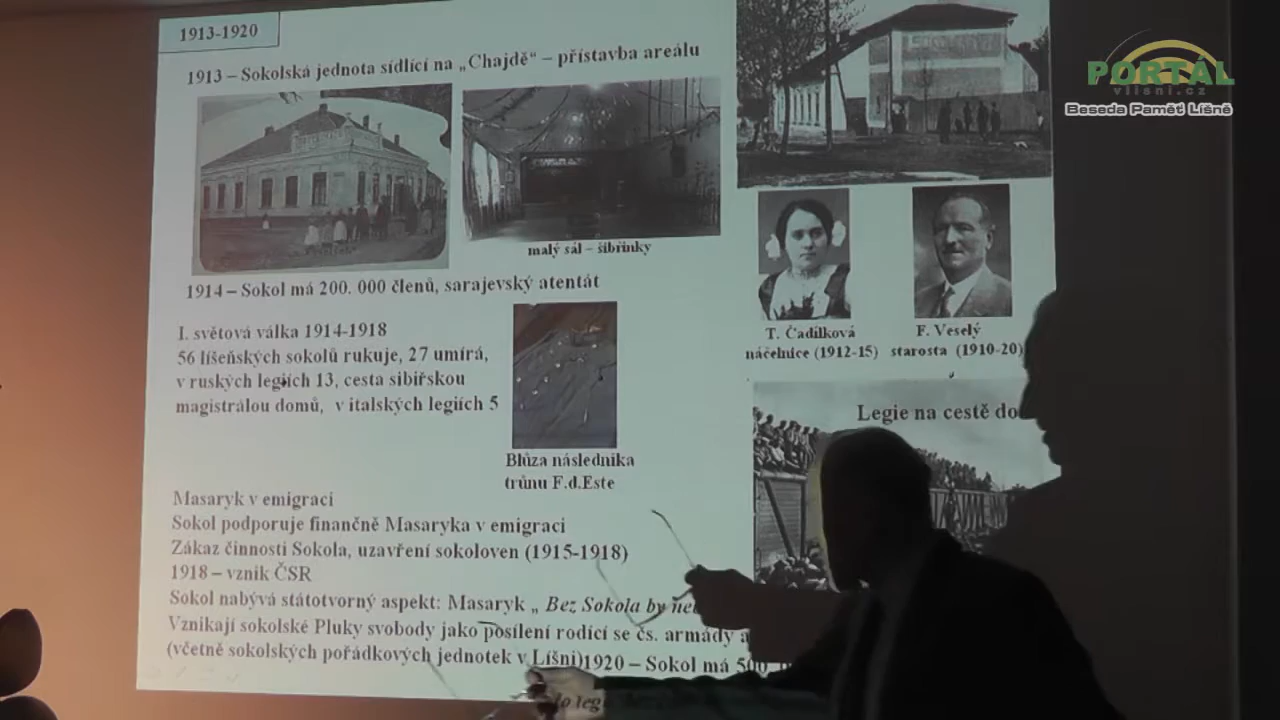 1913-1920
1913 – Sokolská jednota sídlící na „Chajdě“ – přístavba areálu
malý sál – šibřinky
1914 – Sokol má 200. 000 členů, sarajevský atentát
I. světová válka 1914-1918
56 líšeňských sokolů rukuje, 27 umírá,
v ruských legiích 13, cesta sibiřskou
magistrálou domů, v italských legiích 5
Blůza následníka
trůnu F.d.Este
T. Čadílková
náčelnice (1912-15)
F. Veselý
starosta (1910-20)
Legie na cestě do
Masaryk v emigraci
Sokol podporuje finančně Masaryka v emigraci
Zákaz činnosti Sokola, uzavření sokoloven (1915-1918)
1918 – vznik ČSR
Sokol nabývá státotvorný aspekt: Masaryk „ Bez Sokola by
Vznikají sokolské Pluky svobody jako posílení rodící se čs. armády a
(včetně sokolských pořádkových jednotek v Líšni)1920 – Sokol má
PORTÁL
vlisni.cz
Beseda Paměť Líšně